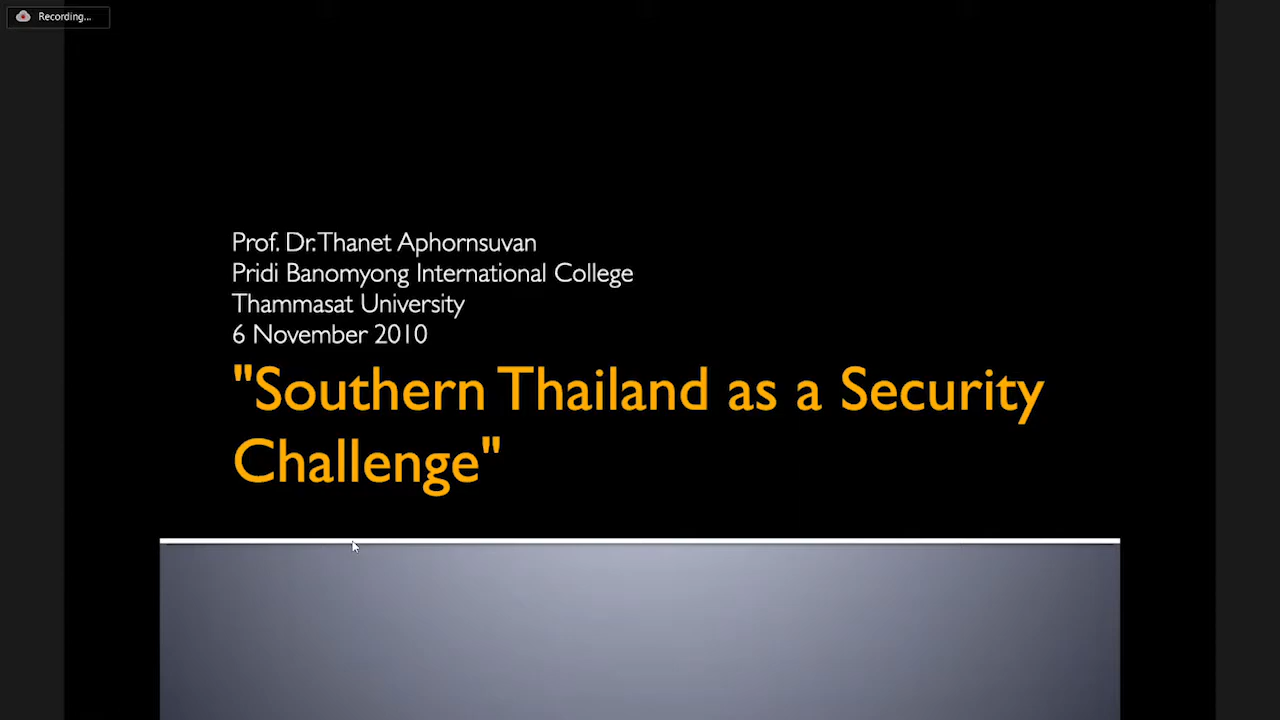 Recording...
Prof. Dr.Thanet Aphornsuvan
Pridi Banomyong International College
Thammasat University
6 November 2010
"Southern Thailand as a Security
Challenge"